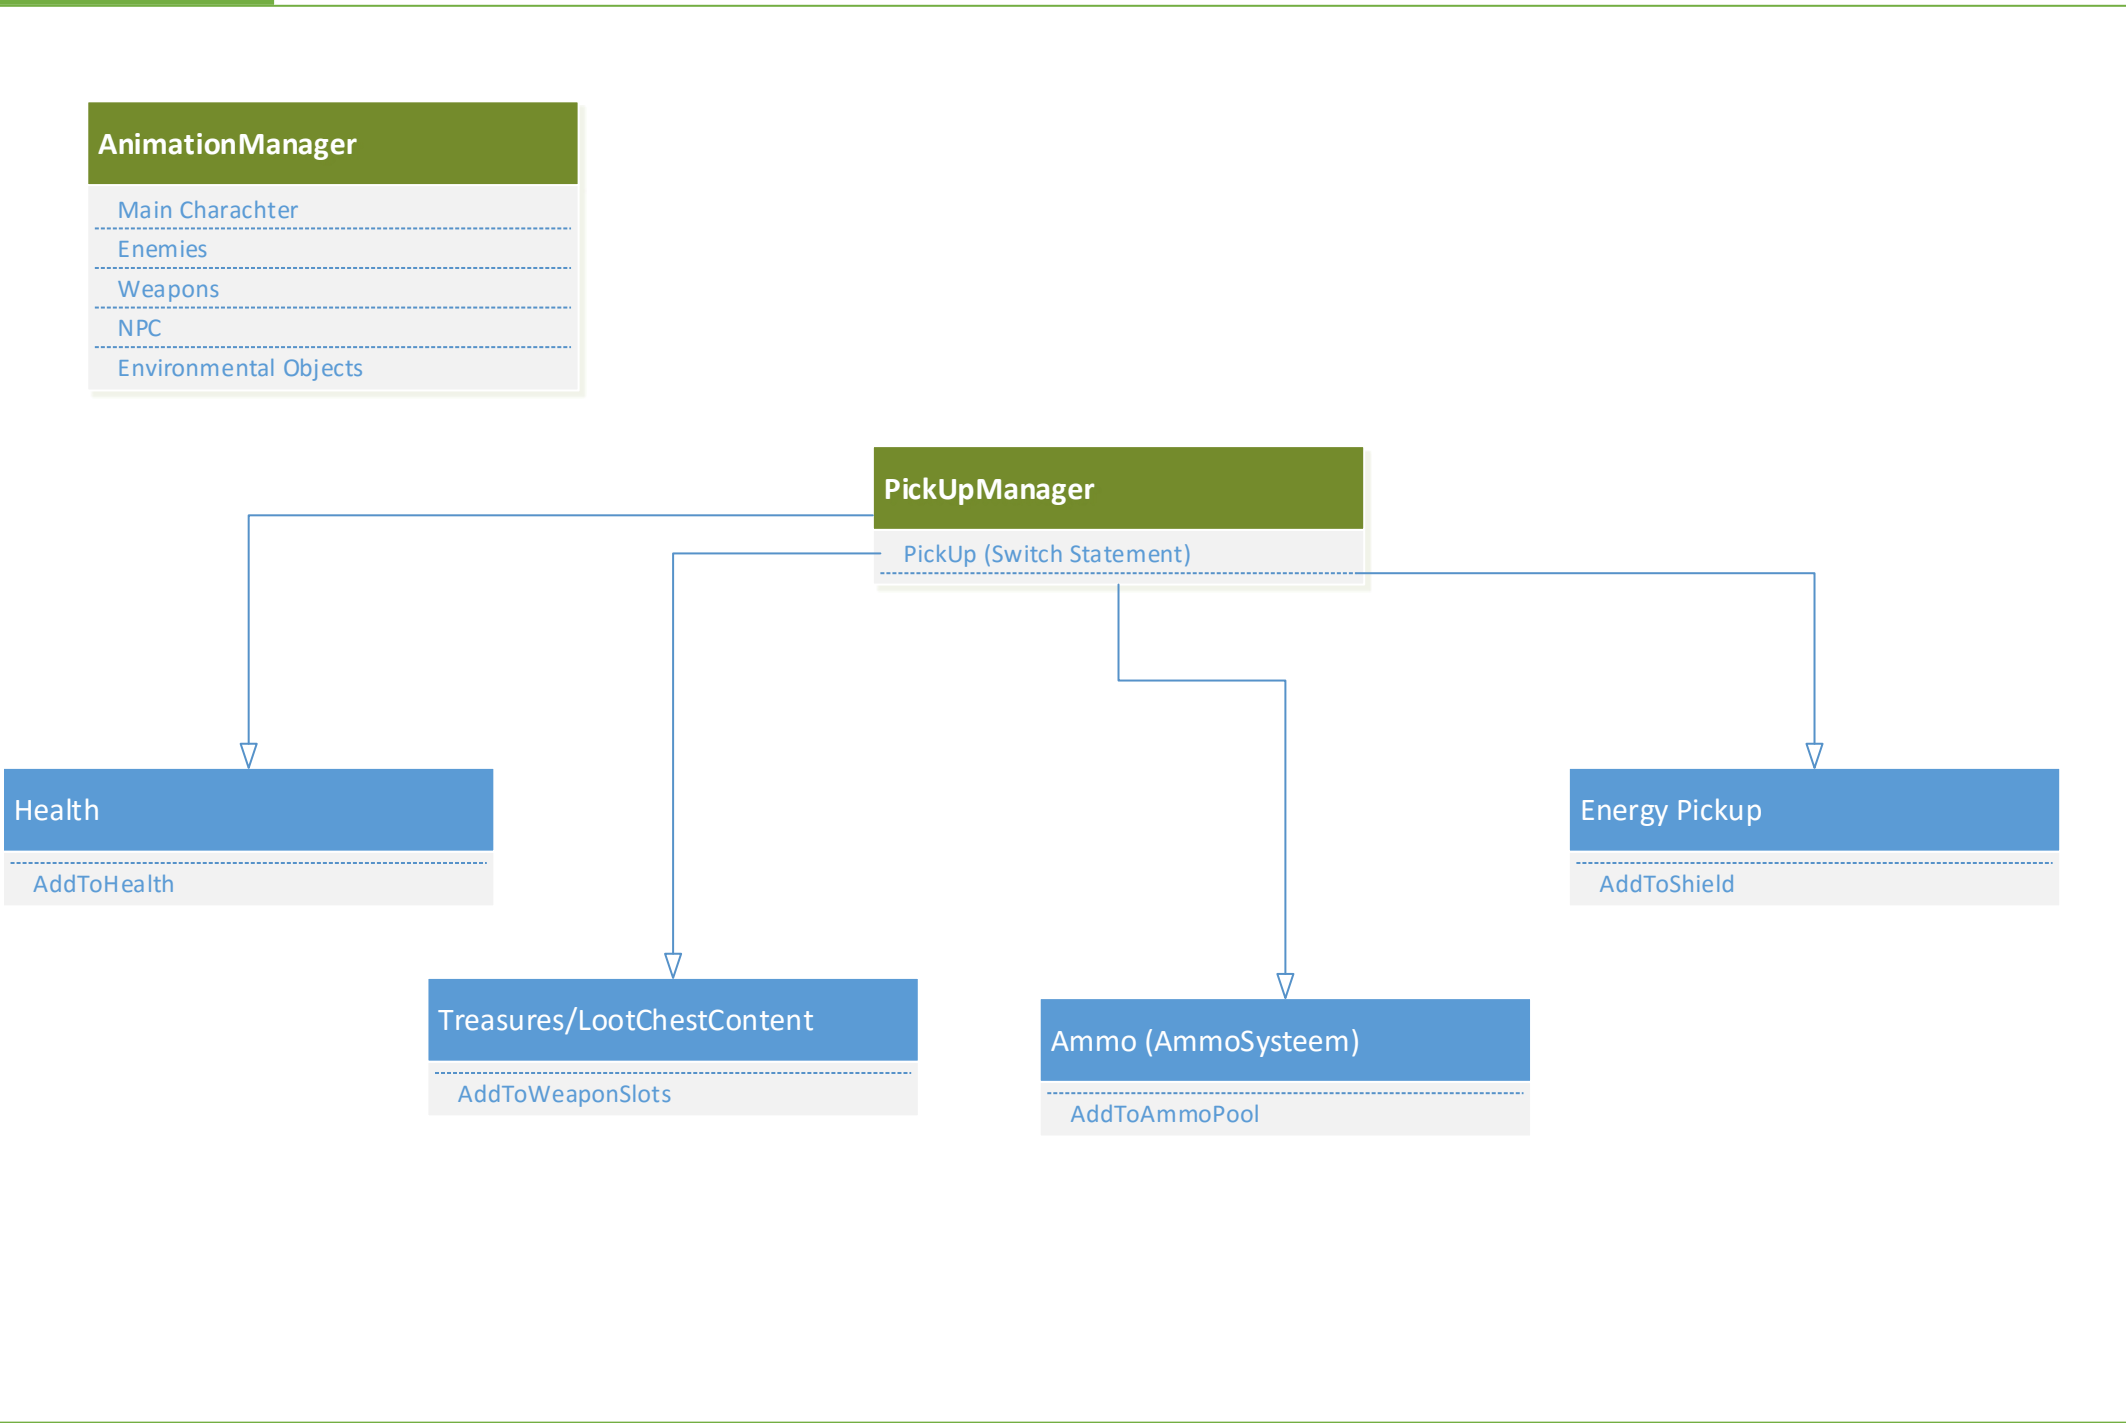 AnimationManager
Main Charachter
Enemies
Weapons
NPC
Environmental Objects
PickUpManager
PickUp (Switch Statement)
Health
AddToHealth
Energy Pickup
AddToShield
Treasures/LootChestContent
AddToWeaponSlots
Ammo (AmmoSysteem)
AddToAmmoPool